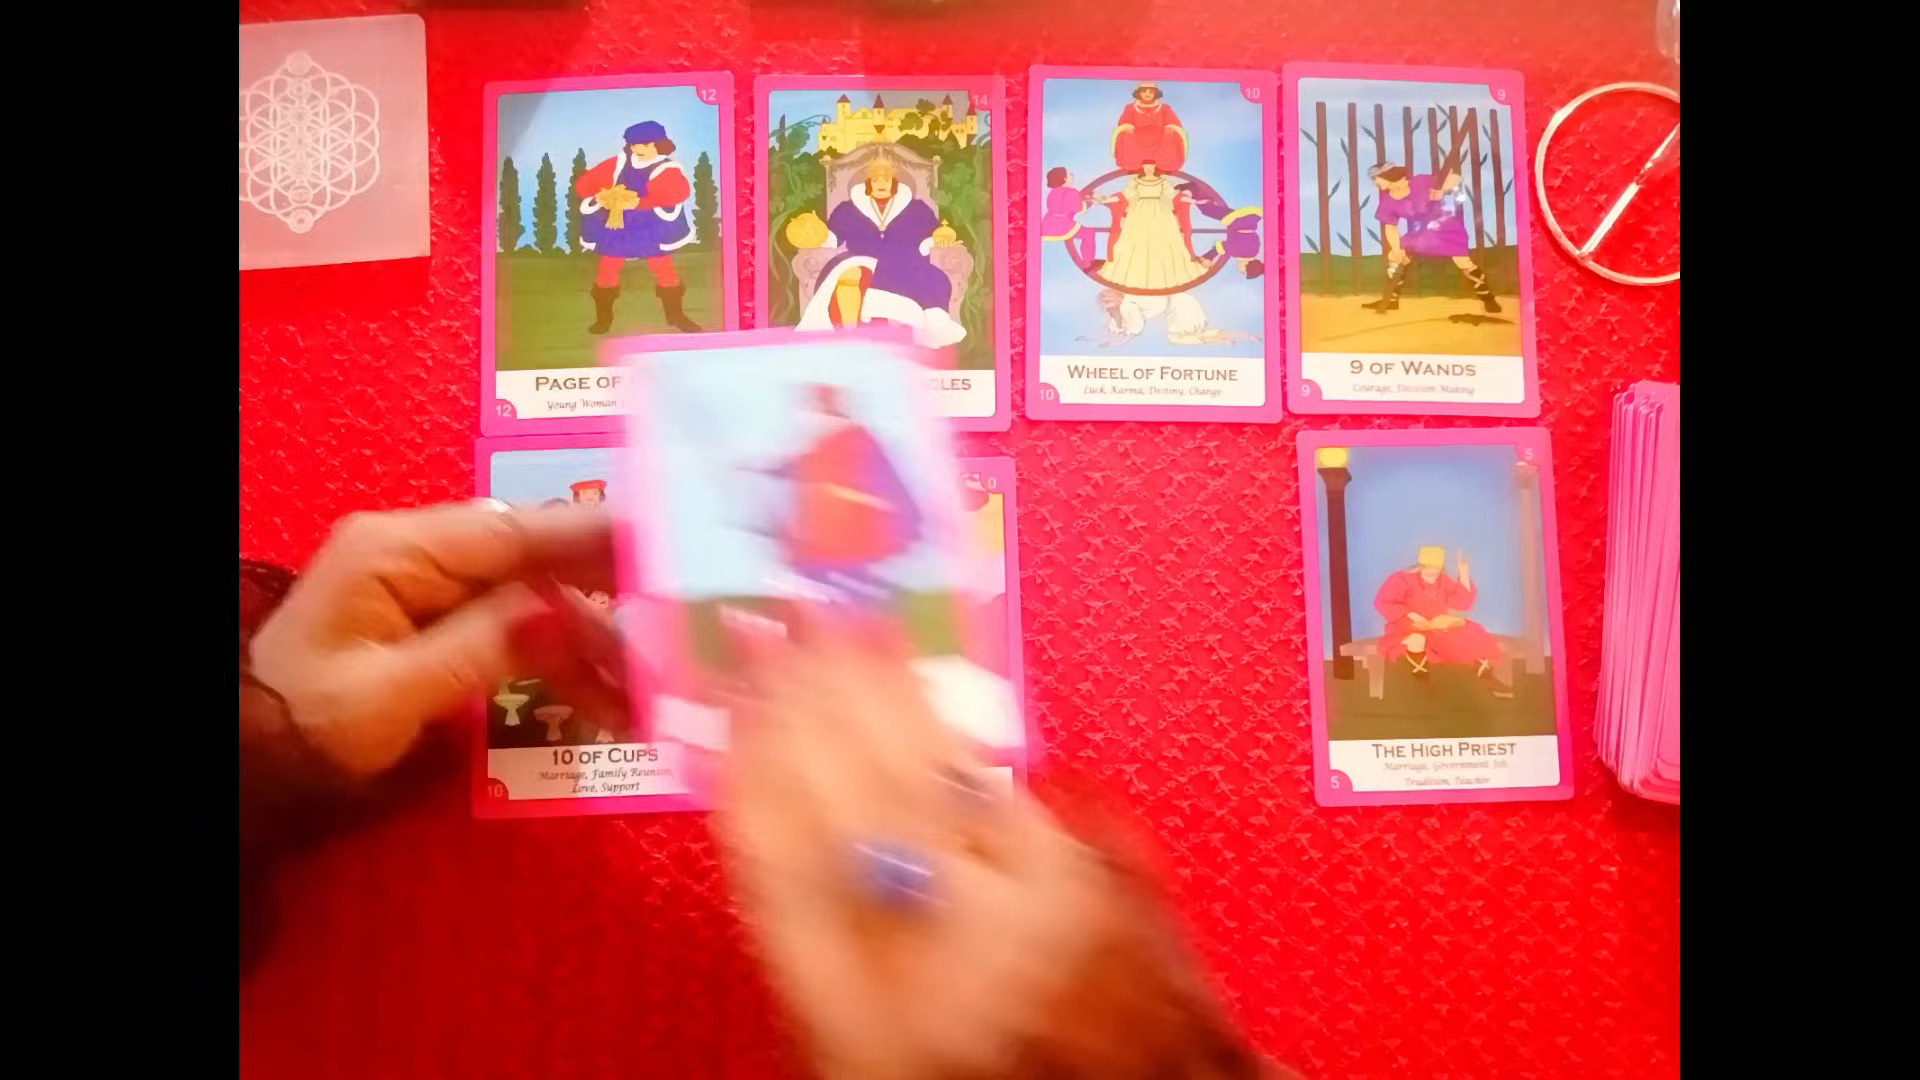 12
PAGE OF
Young Woman
12
14
CLES
10
WHEEL OF FORTUNE
Luck, Karma, Destiny, Change
10
9
9 OF WANDS
Courage, Decision Making
9
10 OF CUPS
Marriage, Family Reunion,
Love, Support
10
0
5
THE HIGH PRIEST
Marriage, Government Job,
Tradition, Teacher
5